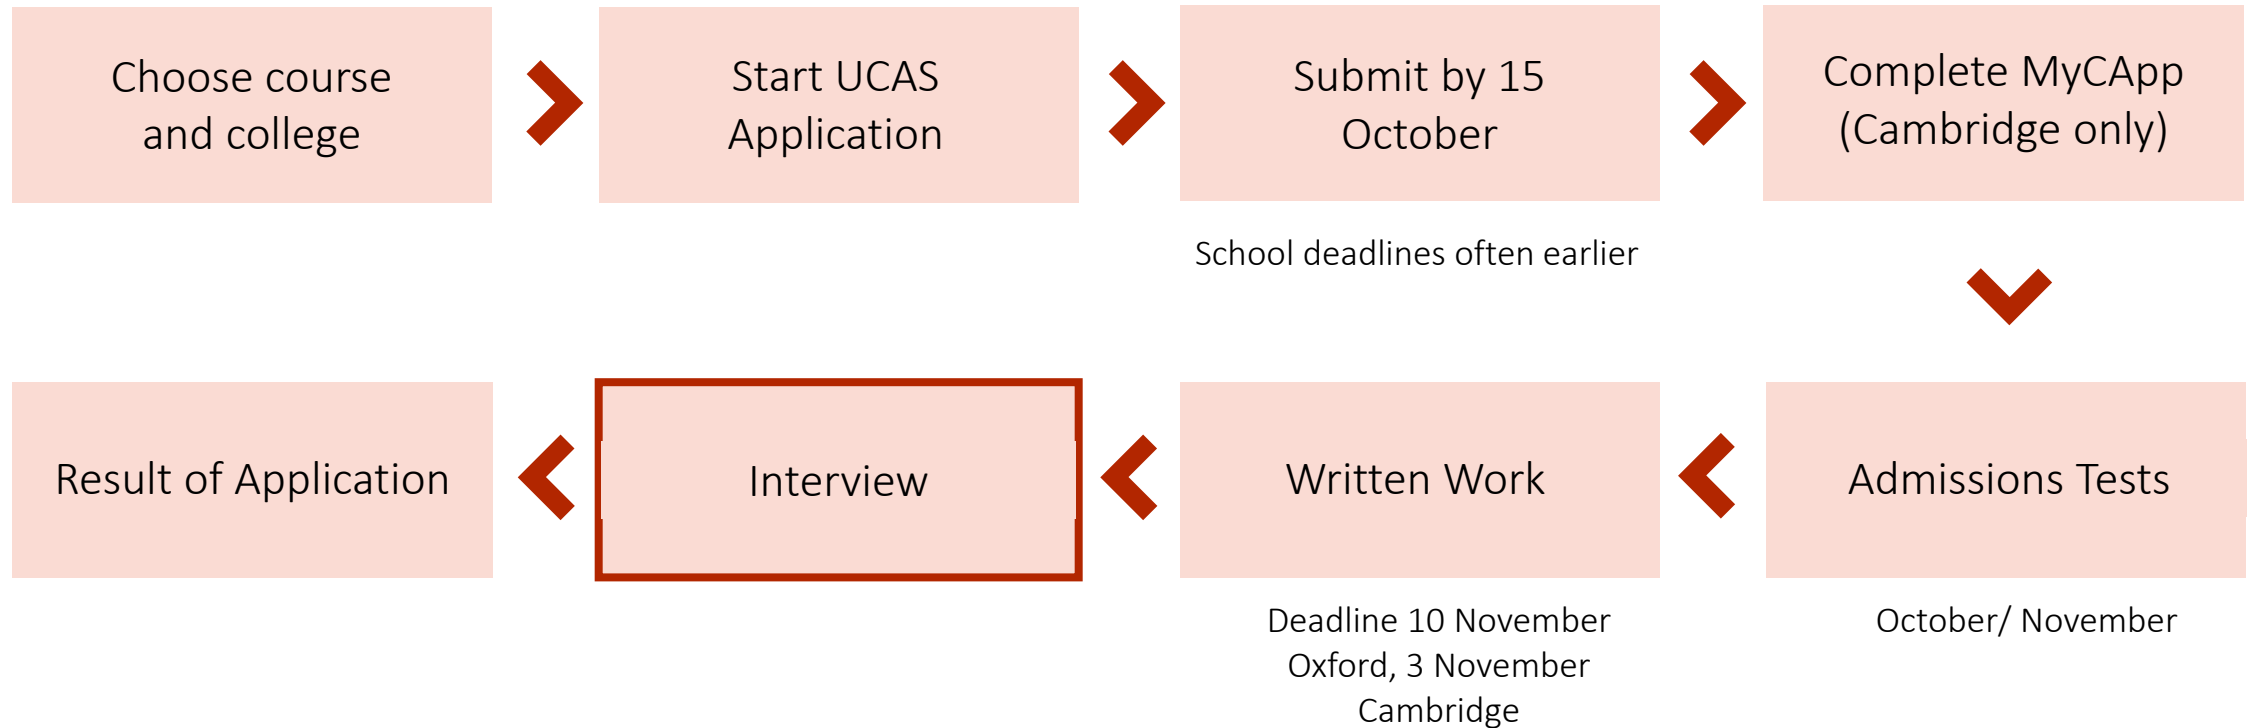 Choose course
and college
Start UCAS
Application
Submit by 15
October
School deadlines often earlier
Complete MyCApp
(Cambridge only)
Admissions Tests
October/ November
Written Work
Deadline 10 November
Oxford, 3 November
Cambridge
Interview
Result of Application